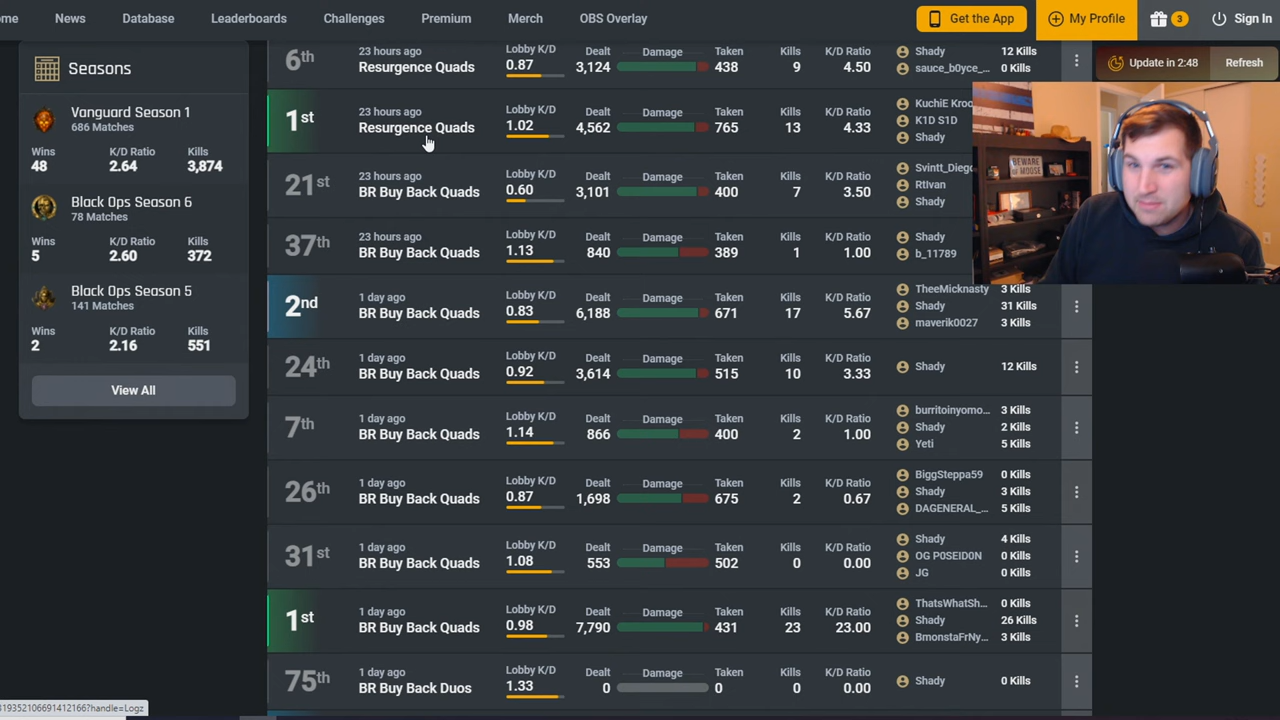 ome News Database Leaderboards Challenges Premium Merch OBS Overlay Get the App My Profile 3 Sign In
Update in 2:48 Refresh
Seasons
Vanguard Season 1
686 Matches
Wins K/D Ratio Kills
48 2.64 3,874
Black Ops Season 6
78 Matches
Wins K/D Ratio Kills
5 2.60 372
Black Ops Season 5
141 Matches
Wins K/D Ratio Kills
2 2.16 551
View All
6th 23 hours ago Lobby K/D Dealt Damage Taken Kills K/D Ratio Shady 12 Kills
Resurgence Quads 0.87 3,124 438 9 4.50 sauce_b0yce_... 0 Kills
1st 23 hours ago Lobby K/D Dealt Damage Taken Kills K/D Ratio KuchiE Kroo
Resurgence Quads 1.02 4,562 765 13 4.33 K1D S1D
Shady
21st 23 hours ago Lobby K/D Dealt Damage Taken Kills K/D Ratio Svintt_Diego
BR Buy Back Quads 0.60 3,101 400 7 3.50 RtIvan
Shady
37th 23 hours ago Lobby K/D Dealt Damage Taken Kills K/D Ratio Shady
BR Buy Back Quads 1.13 840 389 1 1.00 b_11789
2nd 1 day ago Lobby K/D Dealt Damage Taken Kills K/D Ratio TheeMicknasty 3 Kills
BR Buy Back Quads 0.83 6,188 671 17 5.67 Shady 31 Kills
maverik0027 3 Kills
24th 1 day ago Lobby K/D Dealt Damage Taken Kills K/D Ratio Shady 12 Kills
BR Buy Back Quads 0.92 3,614 515 10 3.33
7th 1 day ago Lobby K/D Dealt Damage Taken Kills K/D Ratio burritoinyomo... 3 Kills
BR Buy Back Quads 1.14 866 400 2 1.00 Shady 2 Kills
Yeti 5 Kills
26th 1 day ago Lobby K/D Dealt Damage Taken Kills K/D Ratio BiggSteppa59 0 Kills
BR Buy Back Quads 0.87 1,698 675 2 0.67 Shady 3 Kills
DAGENERAL_... 5 Kills
31st 1 day ago Lobby K/D Dealt Damage Taken Kills K/D Ratio Shady 4 Kills
BR Buy Back Quads 1.08 553 502 0 0.00 OG P0SEID0N 0 Kills
JG 0 Kills
1st 1 day ago Lobby K/D Dealt Damage Taken Kills K/D Ratio ThatsWhatSh... 0 Kills
BR Buy Back Quads 0.98 7,790 431 23 23.00 Shady 26 Kills
BmonstaFrNy... 3 Kills
75th 1 day ago Lobby K/D Dealt Damage Taken Kills K/D Ratio Shady 0 Kills
BR Buy Back Duos 1.33 0 0 0 0.00
BEWARE
OF MOOSE
819352106691412166?handle=Logz